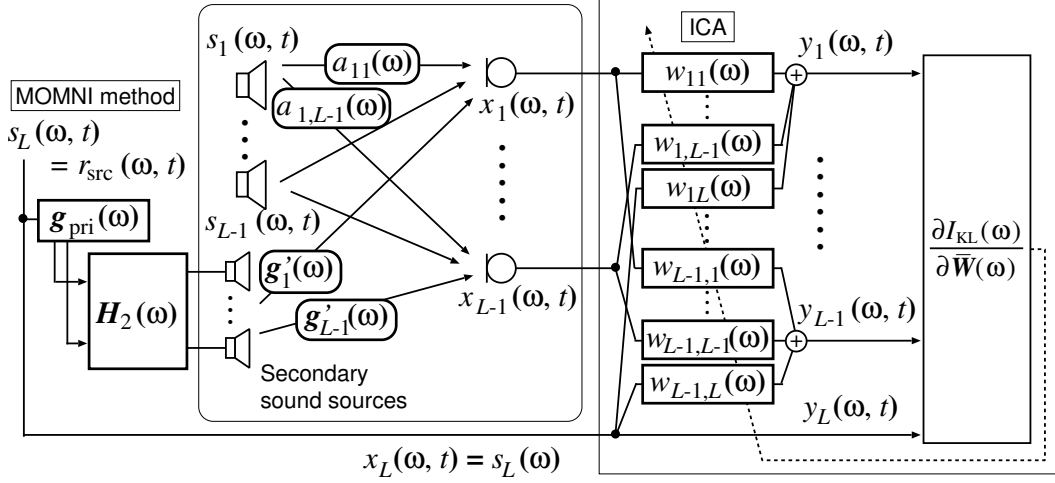 MOMNI method
s_L(ω, t)
= r_src(ω, t)
g_pri(ω)
H_2(ω)
s_1(ω, t)
a_11(ω)
a_1,L-1(ω)
s_L-1(ω, t)
g'_1(ω)
g'_L-1(ω)
Secondary
sound sources
x_1(ω, t)
x_L-1(ω, t)
x_L(ω, t) = s_L(ω)
ICA
w_11(ω)
w_1,L-1(ω)
w_1L(ω)
w_L-1,1(ω)
w_L-1,L-1(ω)
w_L-1,L(ω)
+
+
y_1(ω, t)
y_L-1(ω, t)
y_L(ω, t)
∂I_KL(ω)
∂W̅(ω)